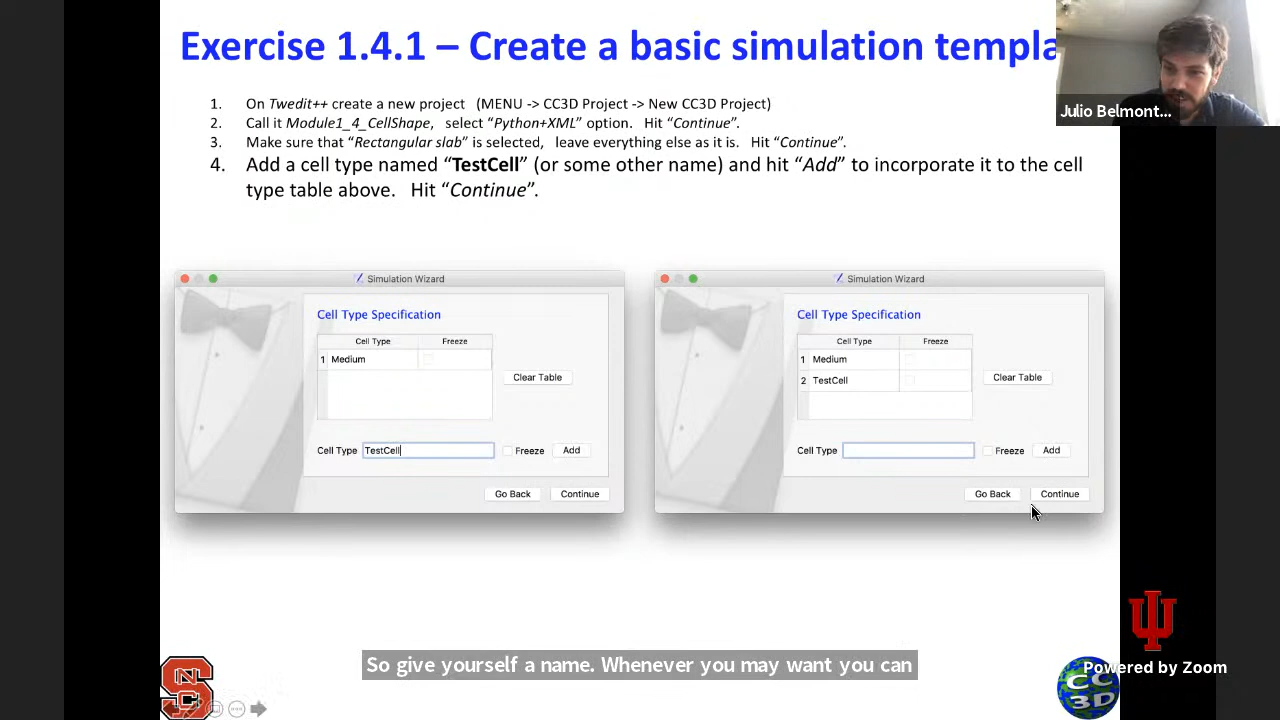 Exercise 1.4.1 – Create a basic simulation templa
Julio Belmont...
1. On Twedit++ create a new project (MENU -> CC3D Project -> New CC3D Project)
2. Call it Module1_4_CellShape, select “Python+XML” option. Hit “Continue”.
3. Make sure that “Rectangular slab” is selected, leave everything else as it is. Hit “Continue”.
4. Add a cell type named “TestCell” (or some other name) and hit “Add” to incorporate it to the cell
type table above. Hit “Continue”.
Simulation Wizard
Cell Type Specification
Cell Type Freeze
1 Medium
Clear Table
Cell Type TestCell Freeze Add
Go Back Continue
Simulation Wizard
Cell Type Specification
Cell Type Freeze
1 Medium
2 TestCell
Clear Table
Cell Type Freeze Add
Go Back Continue
So give yourself a name. Whenever you may want you can
Powered by Zoom
CC
3D